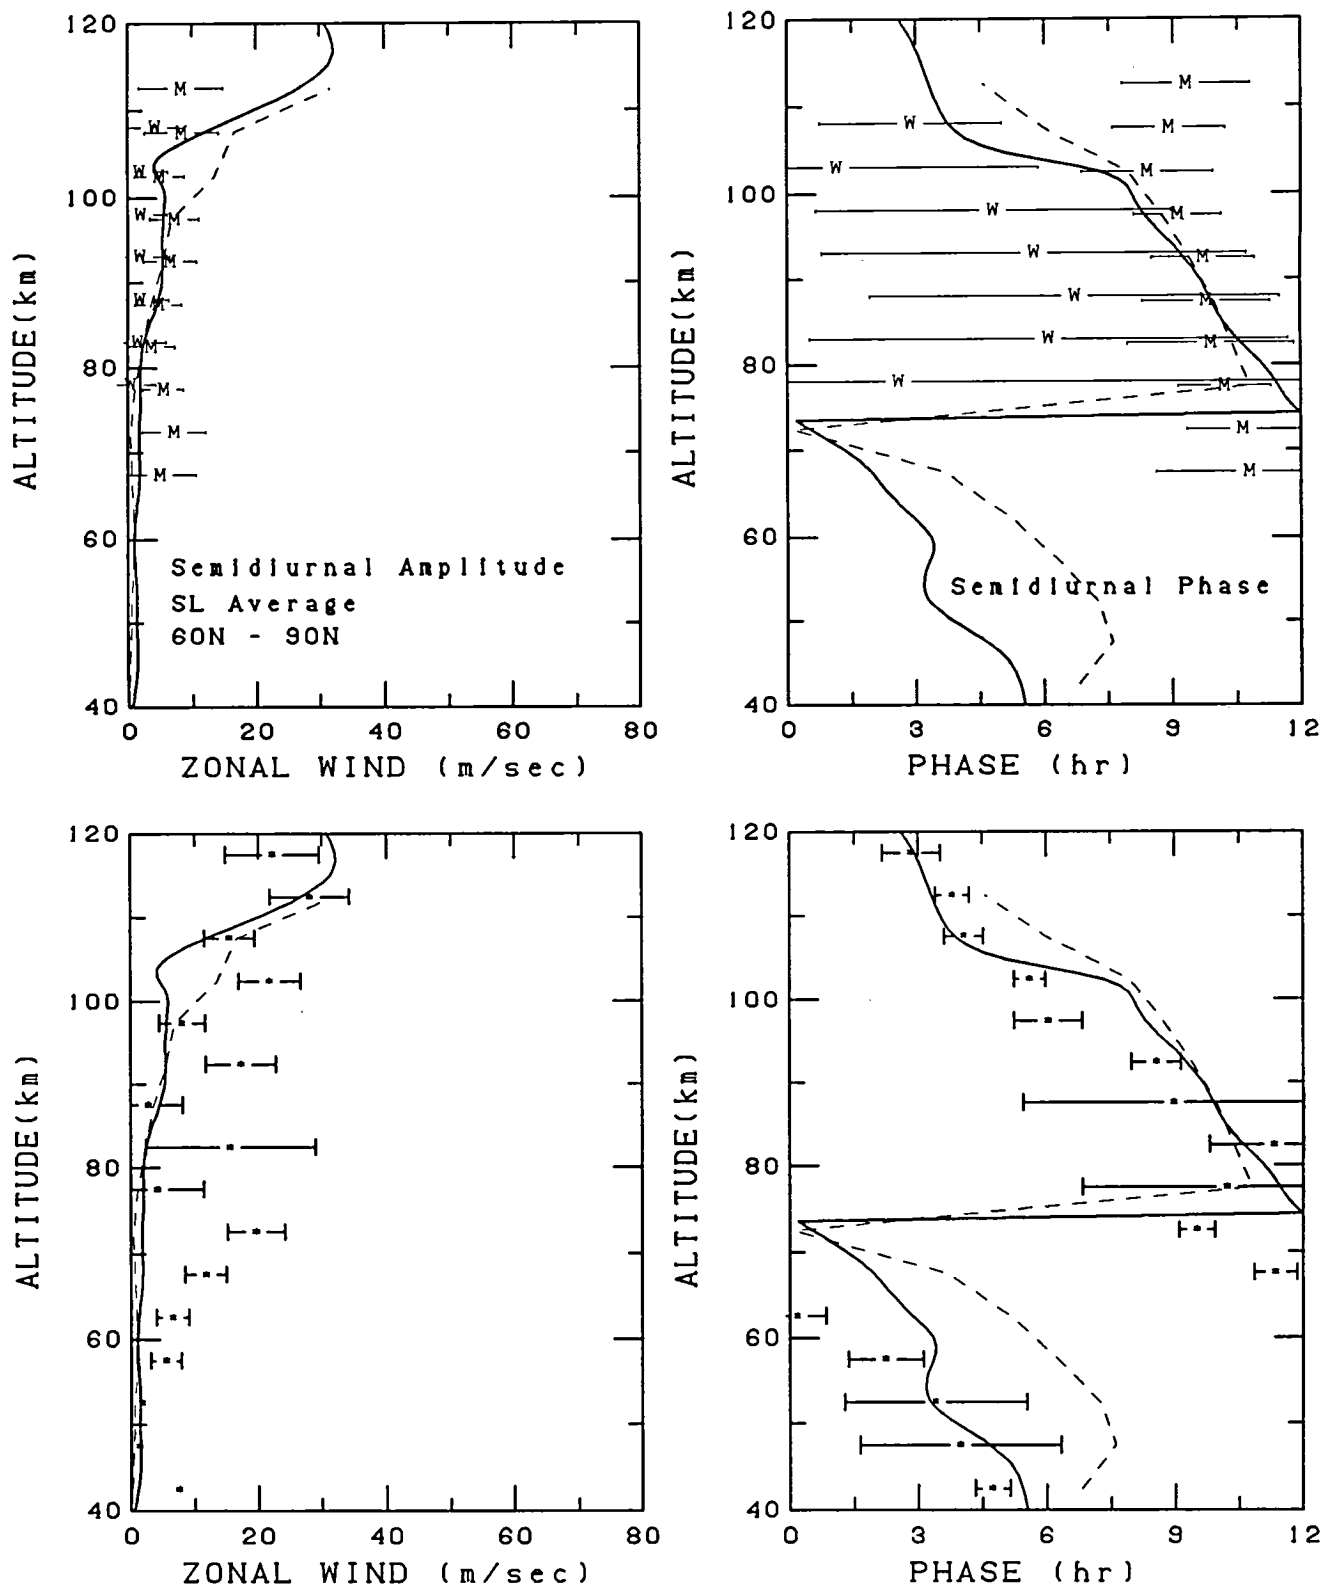 120
100
80
60
40
ALTITUDE(km)
M
W M
W M
W M
W M
W M
W M
W M
M
M
Semidiurnal Amplitude
SL Average
60N - 90N
0 20 40 60 80
ZONAL WIND (m/sec)
120
100
80
60
40
ALTITUDE(km)
M
W M
W M
W M
W M
W M
W M
W M
M
M
Semidiurnal Phase
0 3 6 9 12
PHASE (hr)
120
100
80
60
40
ALTITUDE(km)
0 20 40 60 80
ZONAL WIND (m/sec)
120
100
80
60
40
ALTITUDE(km)
0 3 6 9 12
PHASE (hr)